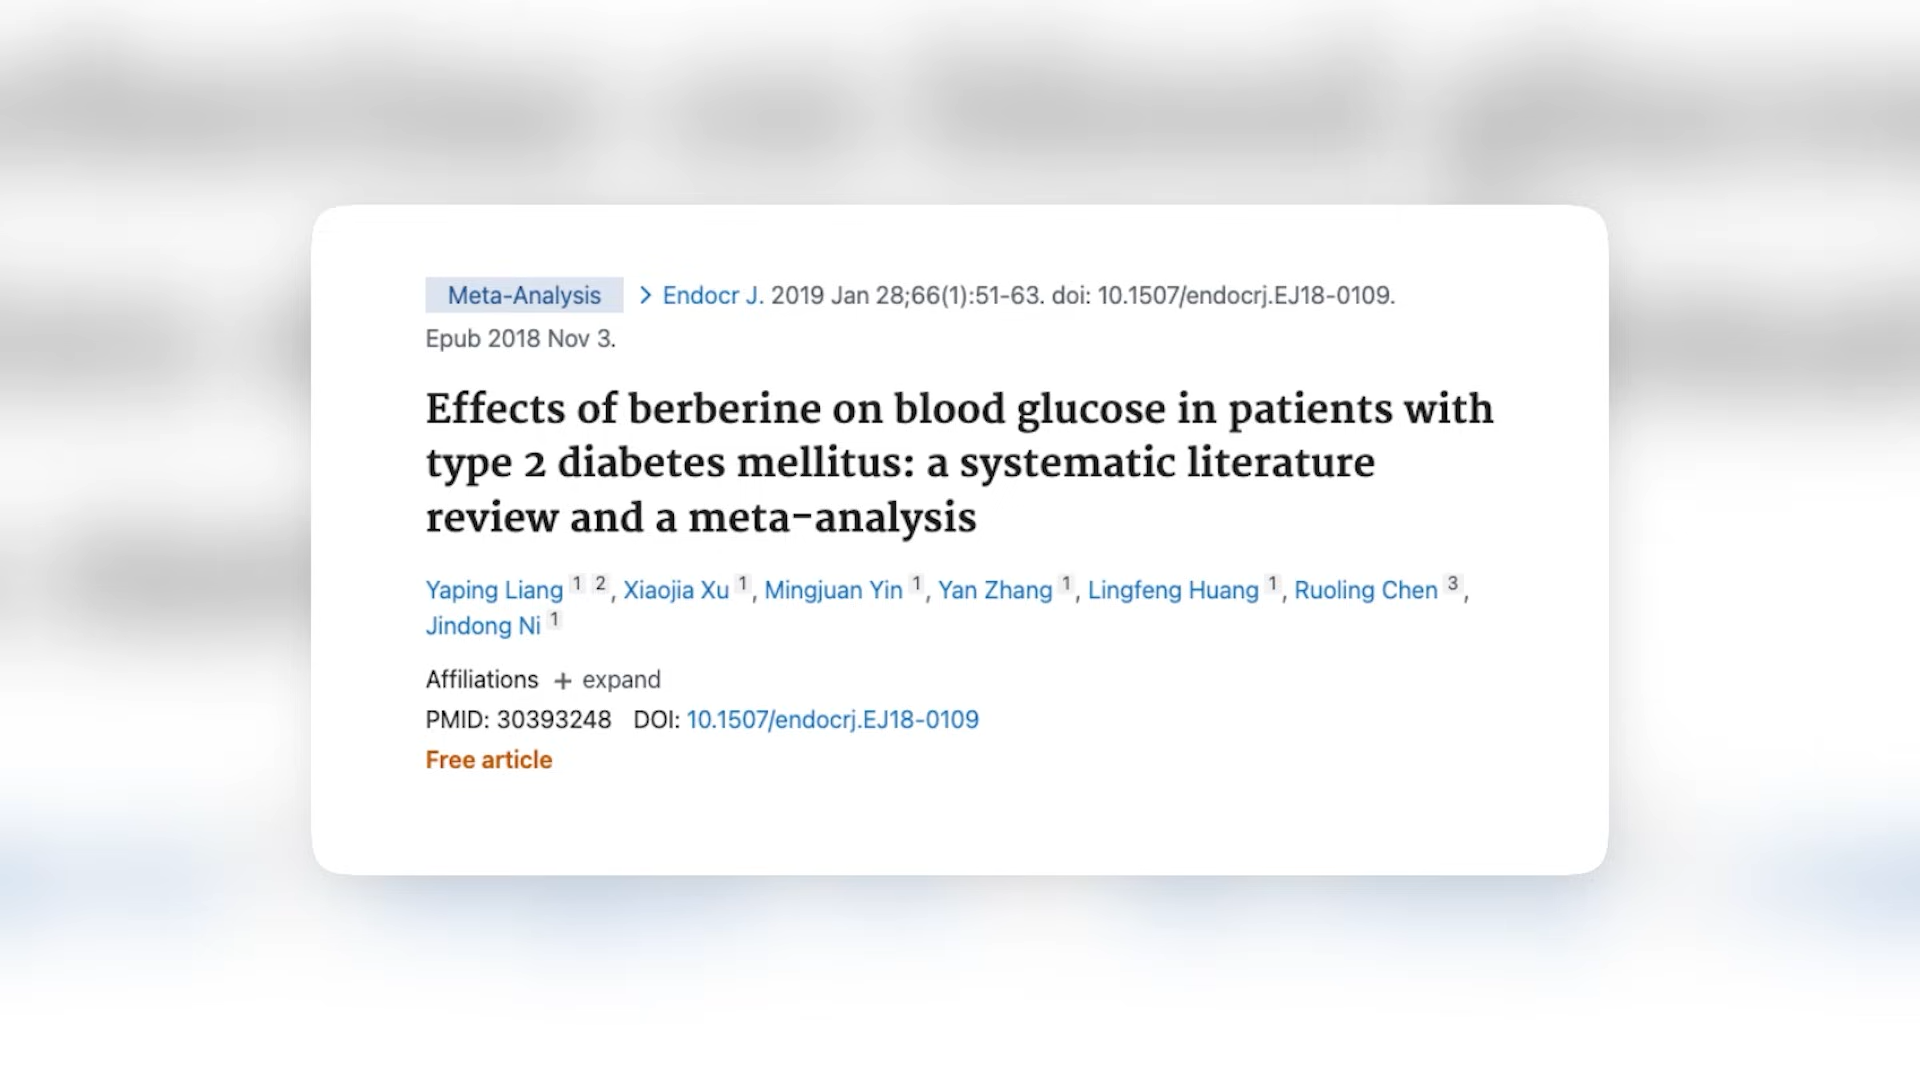 Meta-Analysis > Endocr J. 2019 Jan 28;66(1):51-63. doi: 10.1507/endocrj.EJ18-0109.
Epub 2018 Nov 3.
Effects of berberine on blood glucose in patients with
type 2 diabetes mellitus: a systematic literature
review and a meta-analysis
Yaping Liang 1 2, Xiaojia Xu 1, Mingjuan Yin 1, Yan Zhang 1, Lingfeng Huang 1, Ruoling Chen 3,
Jindong Ni 1
Affiliations + expand
PMID: 30393248 DOI: 10.1507/endocrj.EJ18-0109
Free article